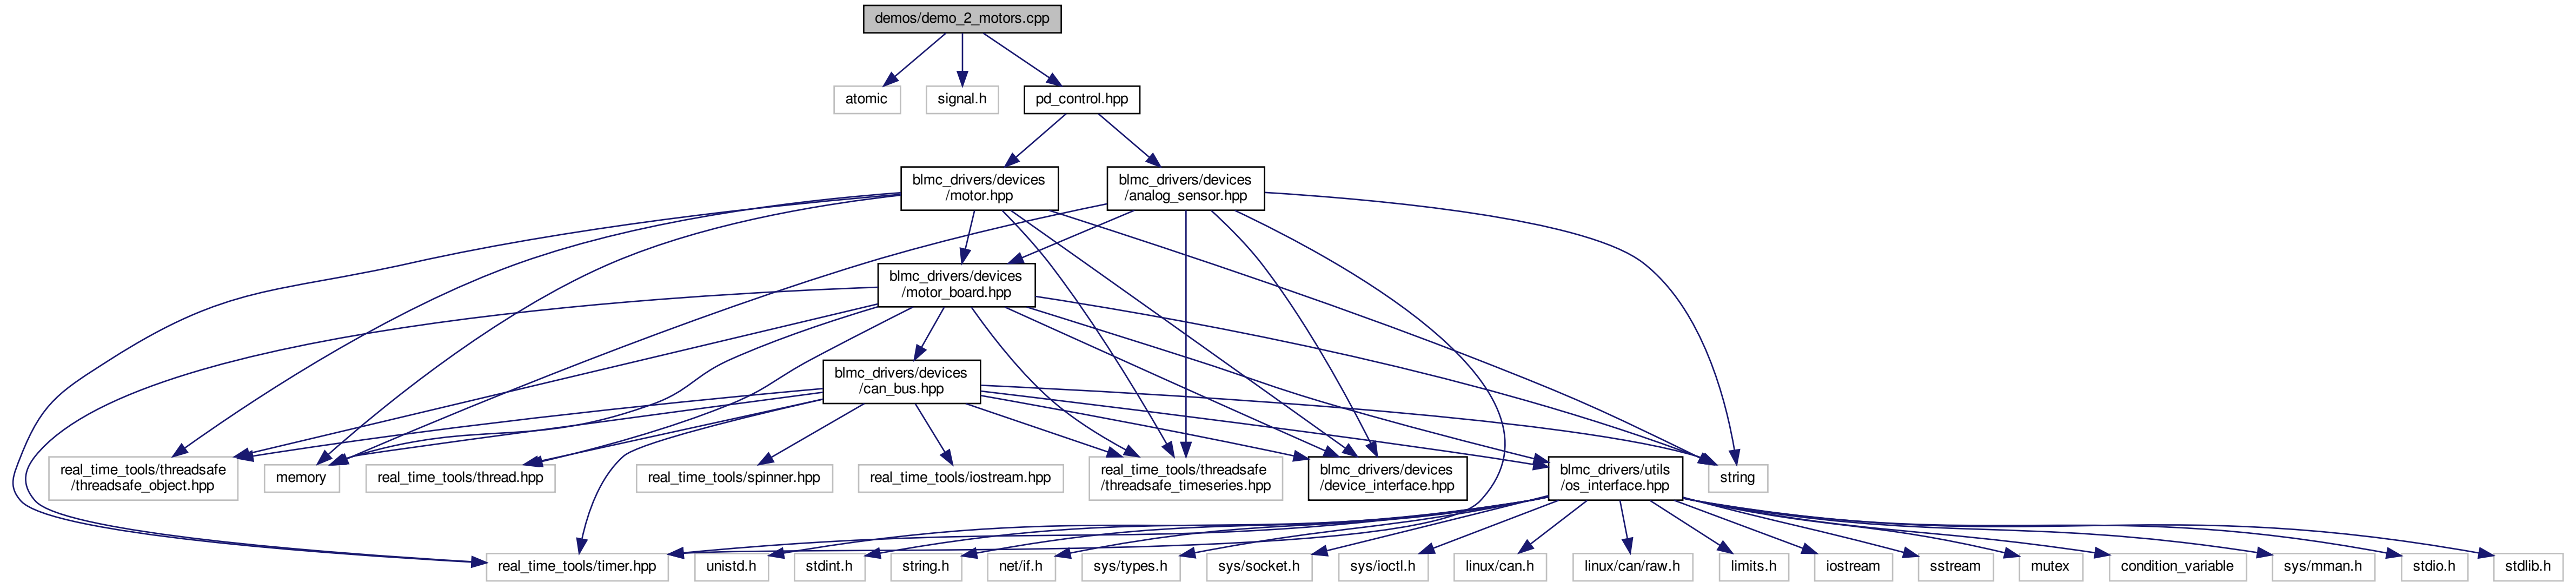 demos/demo_2_motors.cpp
atomic
signal.h
pd_control.hpp
blmc_drivers/devices
/motor.hpp
blmc_drivers/devices
/analog_sensor.hpp
blmc_drivers/devices
/motor_board.hpp
blmc_drivers/devices
/can_bus.hpp
real_time_tools/threadsafe
/threadsafe_object.hpp
memory
real_time_tools/thread.hpp
real_time_tools/spinner.hpp
real_time_tools/iostream.hpp
real_time_tools/threadsafe
/threadsafe_timeseries.hpp
blmc_drivers/devices
/device_interface.hpp
blmc_drivers/utils
/os_interface.hpp
string
real_time_tools/timer.hpp
unistd.h
stdint.h
string.h
net/if.h
sys/types.h
sys/socket.h
sys/ioctl.h
linux/can.h
linux/can/raw.h
limits.h
iostream
sstream
mutex
condition_variable
sys/mman.h
stdio.h
stdlib.h